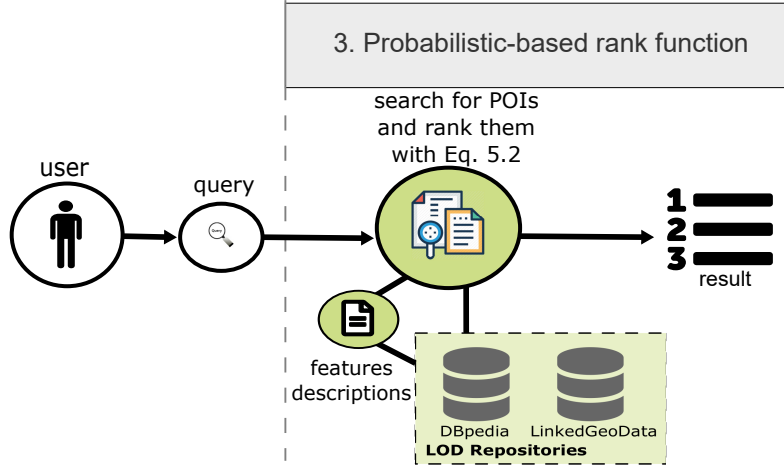 3. Probabilistic-based rank function
search for POIs
and rank them
with Eq. 5.2
user
query
Query
1
2
3
result
features
descriptions
DBpedia
LinkedGeoData
LOD Repositories